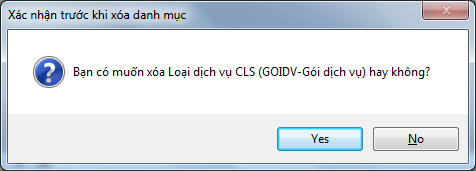 Xác nhận trước khi xóa danh mục
Bạn có muốn xóa Loại dịch vụ CLS (GOIDV-Gói dịch vụ) hay không?
Yes
No